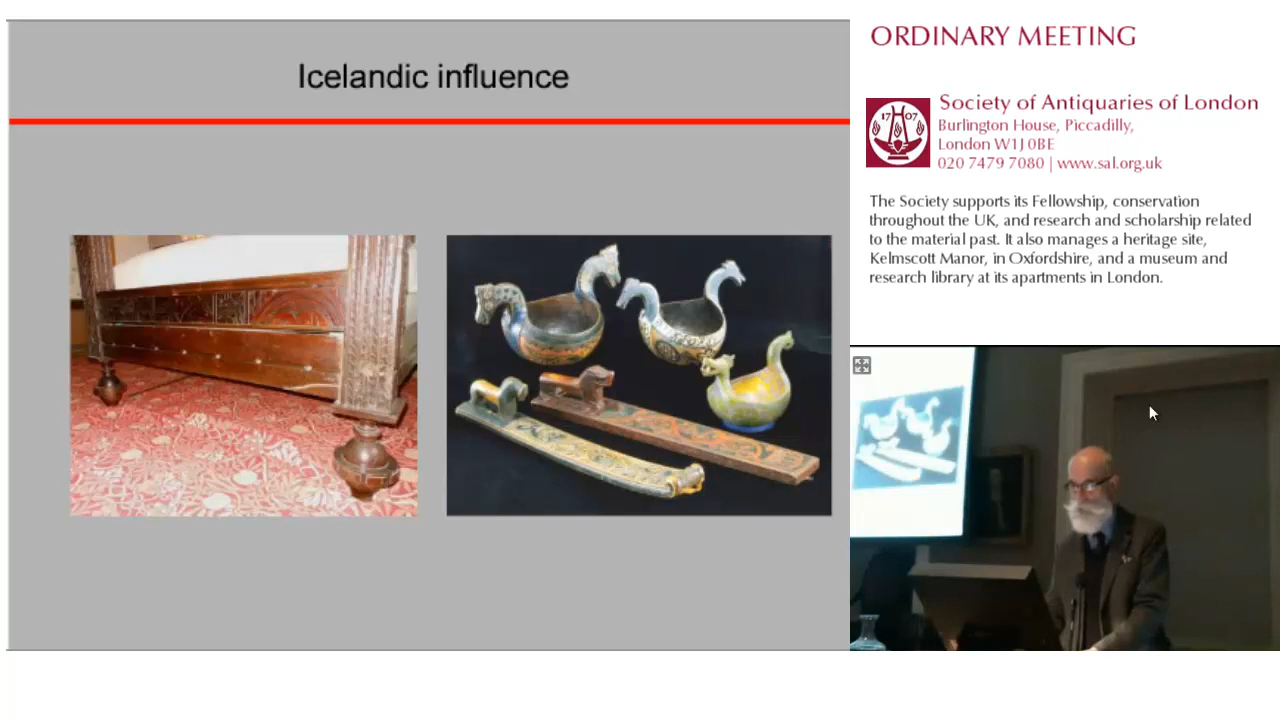 Icelandic influence
ORDINARY MEETING
17 07
Society of Antiquaries of London
Burlington House, Piccadilly,
London W1J 0BE
020 7479 7080 | www.sal.org.uk
The Society supports its Fellowship, conservation
throughout the UK, and research and scholarship related
to the material past. It also manages a heritage site,
Kelmscott Manor, in Oxfordshire, and a museum and
research library at its apartments in London.